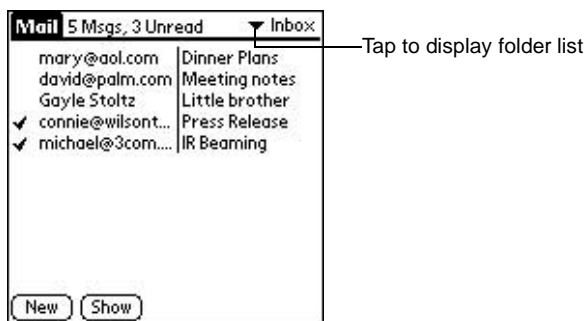 Mail 5 Msgs, 3 Unread Inbox
Tap to display folder list
mary@aol.com Dinner Plans
david@palm.com Meeting notes
Gayle Stoltz Little brother
connie@wilsont... Press Release
michael@3com.... IR Beaming
New Show